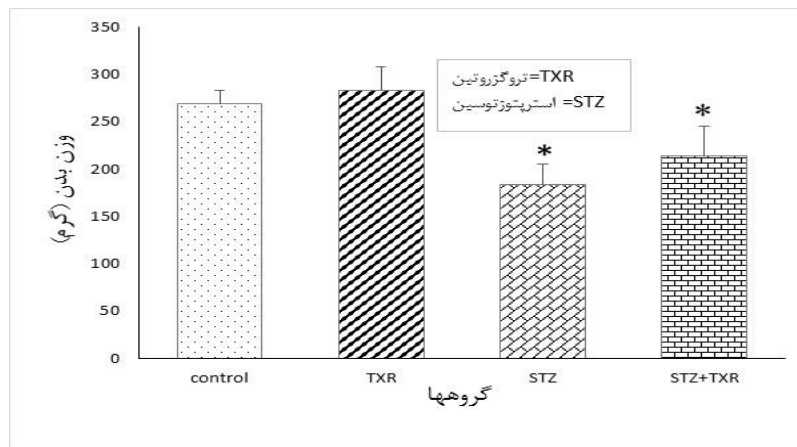 350
300
250
200
150
100
50
0
وزن بدن (گرم)
TXR=تروگزروتین
STZ= استرپتوزتوسین
*
*
control
TXR
STZ
STZ+TXR
گروهها